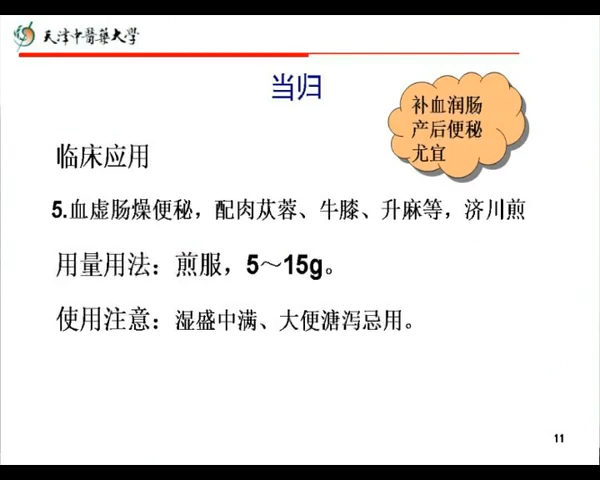 天津中醫藥大學
当归
补血润肠
产后便秘
尤宜
临床应用
5.血虚肠燥便秘，配肉苁蓉、牛膝、升麻等，济川煎
用量用法：煎服，5～15g。
使用注意：湿盛中满、大便溏泻忌用。
11